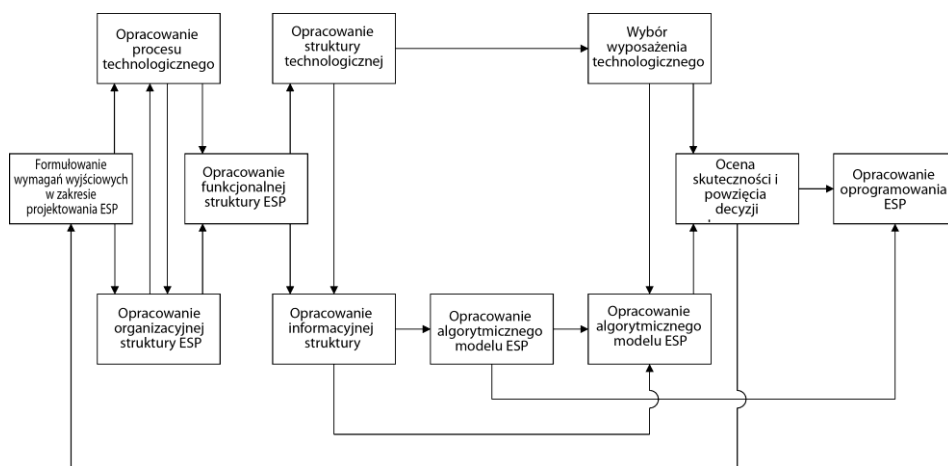 Opracowanie
procesu
technologicznego
Opracowanie
struktury
technologicznej
Wybór
wyposażenia
technologicznego
Formułowanie
wymagań wyjściowych
w zakresie
projektowania ESP
Opracowanie
funkcjonalnej
struktury ESP
Ocena
skuteczności i
powzięcia
decyzji
Opracowanie
oprogramowania
ESP
Opracowanie
organizacyjnej
struktury ESP
Opracowanie
informacyjnej
struktury
Opracowanie
algorytmicznego
modelu ESP
Opracowanie
algorytmicznego
modelu ESP